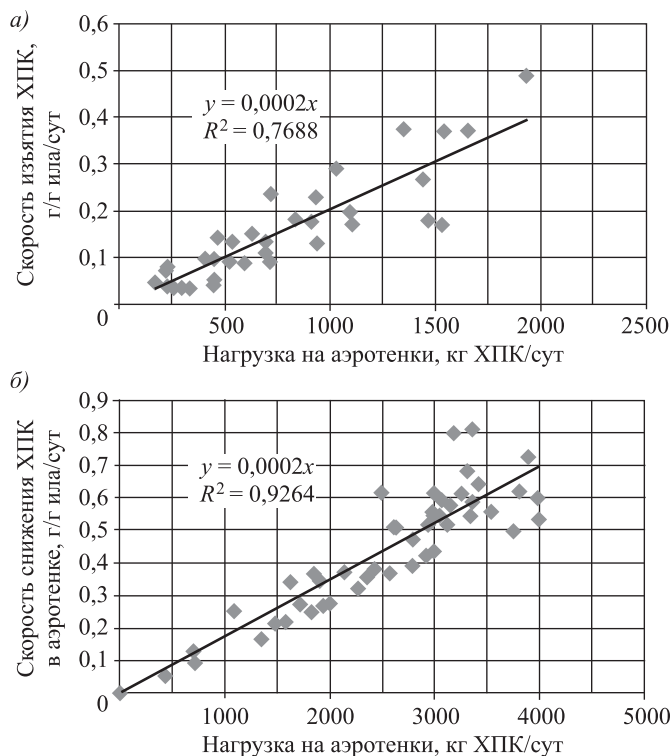 а)
0,6
0,5
0,4
0,3
0,2
0,1
0
Скорость изъятия ХПК,
г/г ила/сут
y = 0,0002x
R² = 0,7688
500
1000
1500
2000
2500
Нагрузка на аэротенки, кг ХПК/сут
б)
0,9
0,8
0,7
0,6
0,5
0,4
0,3
0,2
0,1
0
Скорость снижения ХПК
в аэротенке, г/г ила/сут
y = 0,0002x
R² = 0,9264
1000
2000
3000
4000
5000
Нагрузка на аэротенки, кг ХПК/сут